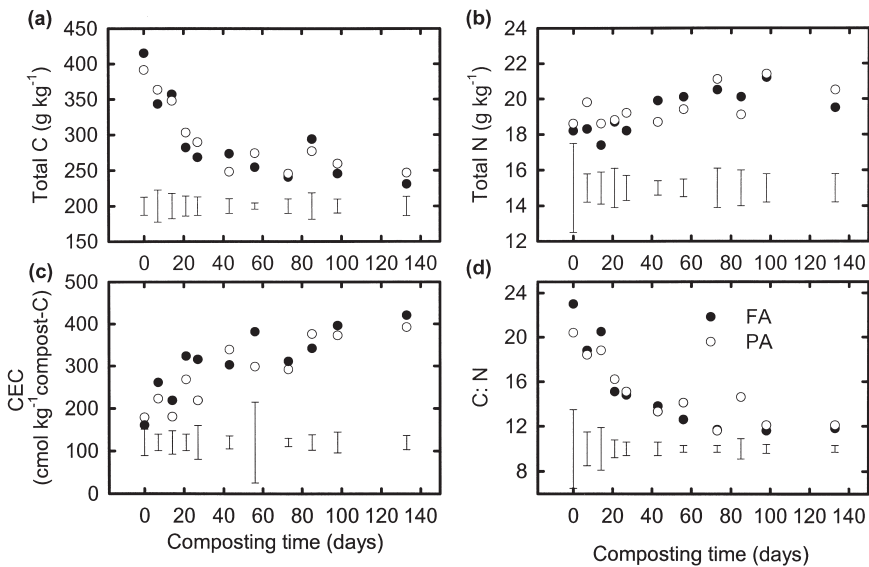 (a)
Total C (g kg⁻¹)
450
400
350
300
250
200
150
0 20 40 60 80 100 120 140
(b)
Total N (g kg⁻¹)
24
22
20
18
16
14
12
0 20 40 60 80 100 120 140
(c)
CEC
(cmol kg⁻¹compost-C)
500
400
300
200
100
0
0 20 40 60 80 100 120 140
Composting time (days)
(d)
C: N
24
20
16
12
8
FA
PA
0 20 40 60 80 100 120 140
Composting time (days)